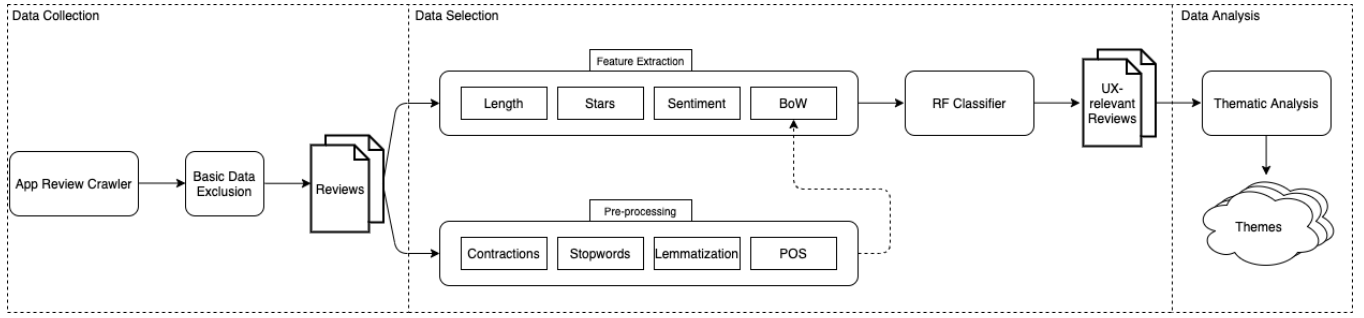 Data Collection
Data Selection
Data Analysis
Feature Extraction
Length
Stars
Sentiment
BoW
RF Classifier
UX-
relevant
Reviews
Thematic Analysis
App Review Crawler
Basic Data
Exclusion
Reviews
Pre-processing
Contractions
Stopwords
Lemmatization
POS
Themes